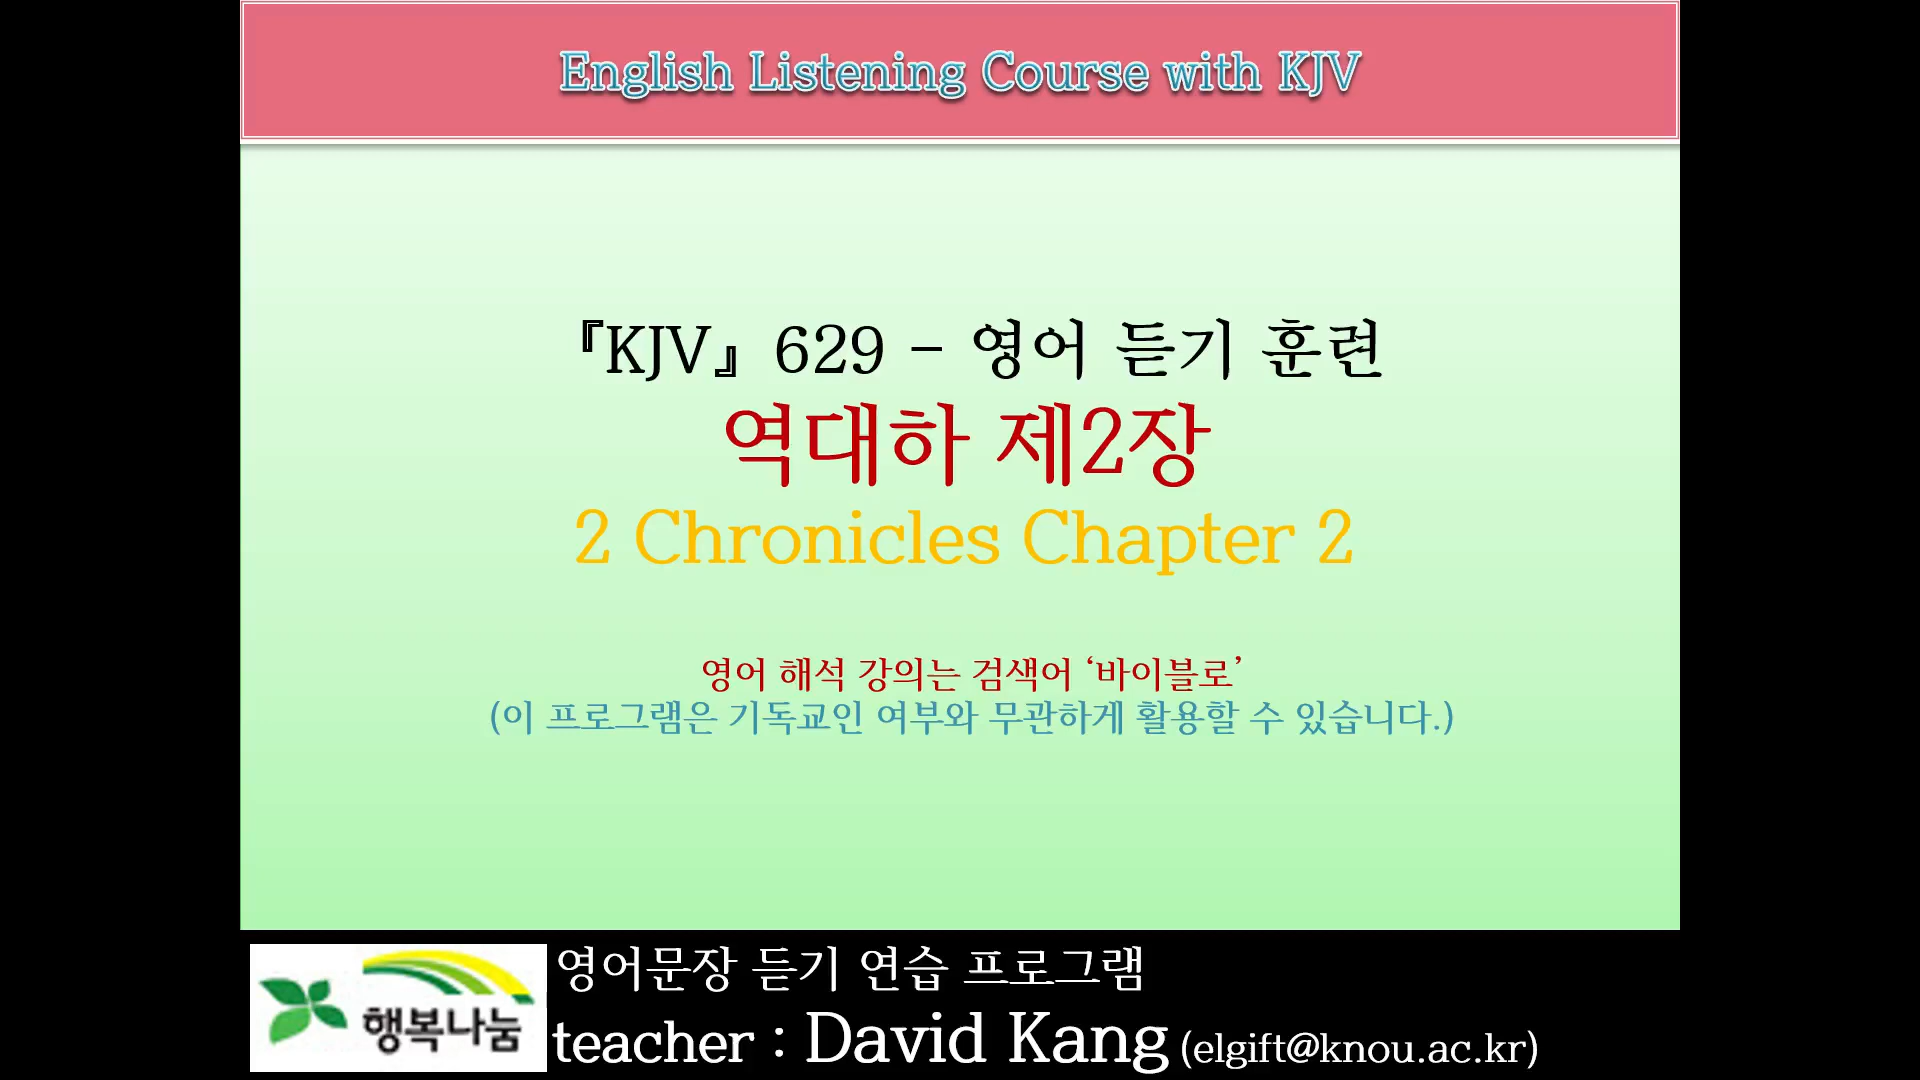 English Listening Course with KJV
『KJV』 629 - 영어 듣기 훈련
역대하 제2장
2 Chronicles Chapter 2
영어 해석 강의는 검색어 ‘바이블로’
(이 프로그램은 기독교인 여부와 무관하게 활용할 수 있습니다.)
행복나눔
영어문장 듣기 연습 프로그램
teacher : David Kang (elgift@knou.ac.kr)